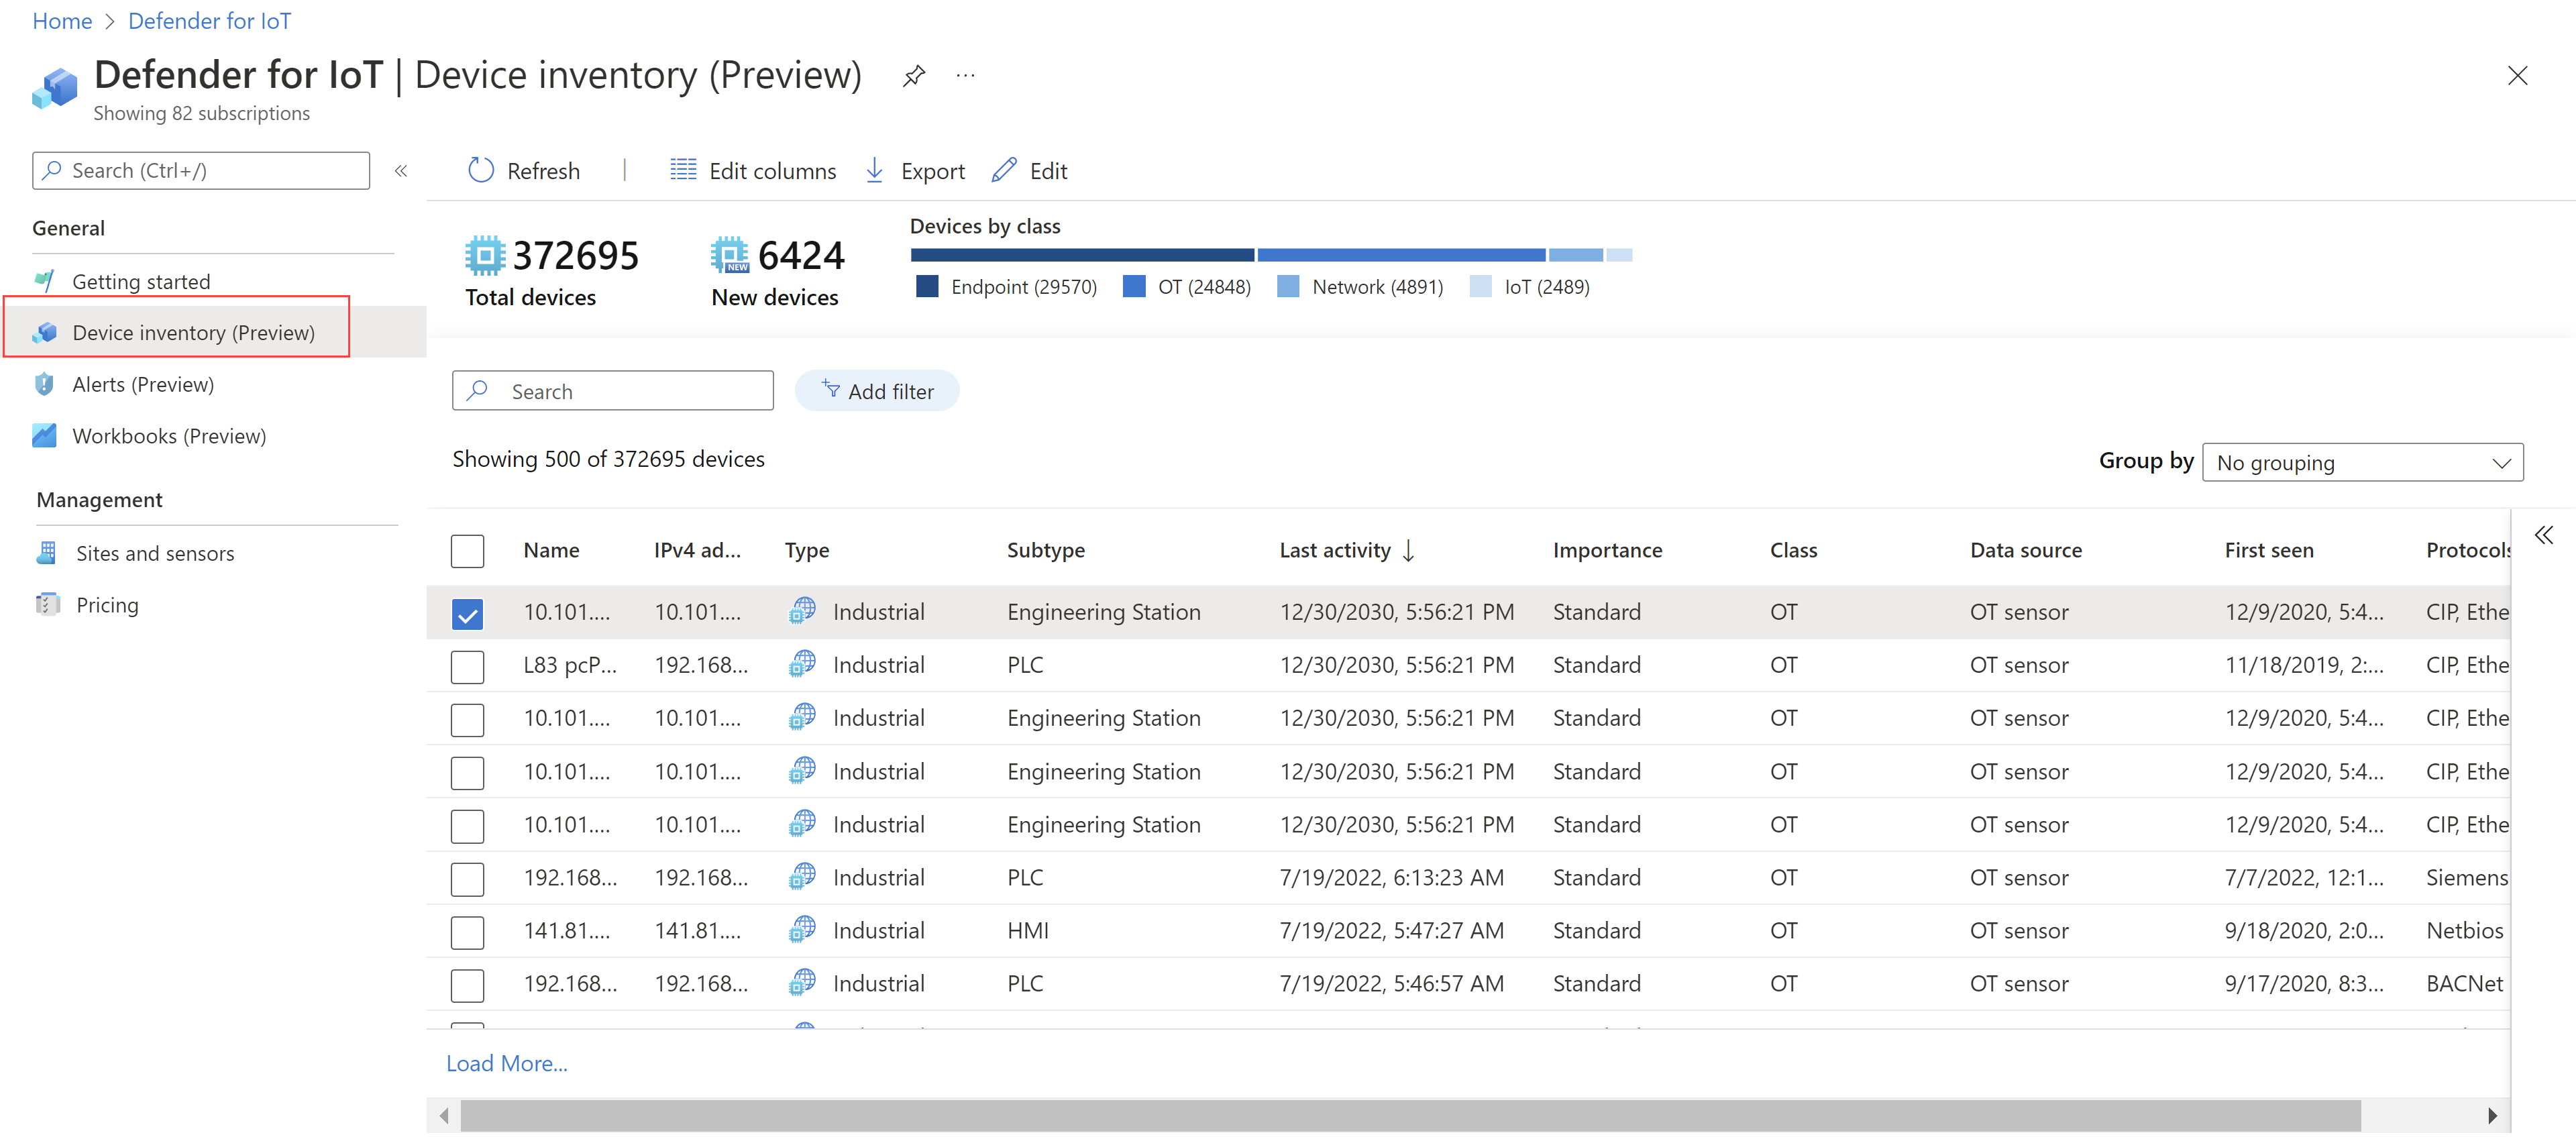 Home > Defender for IoT
Defender for IoT | Device inventory (Preview) ...
Showing 82 subscriptions
Search (Ctrl+/)
«
Refresh | Edit columns Export Edit
General
Getting started
Device inventory (Preview)
Alerts (Preview)
Workbooks (Preview)
Management
Sites and sensors
Pricing
372695
Total devices
NEW
6424
New devices
Devices by class
Endpoint (29570) OT (24848) Network (4891) IoT (2489)
Search
Add filter
Showing 500 of 372695 devices
Group by No grouping
Name IPv4 ad... Type Subtype Last activity ↓ Importance Class Data source First seen Protocols
10.101.... 10.101.... Industrial Engineering Station 12/30/2030, 5:56:21 PM Standard OT OT sensor 12/9/2020, 5:4... CIP, Ethe
L83 pcP... 192.168... Industrial PLC 12/30/2030, 5:56:21 PM Standard OT OT sensor 11/18/2019, 2:... CIP, Ethe
10.101.... 10.101.... Industrial Engineering Station 12/30/2030, 5:56:21 PM Standard OT OT sensor 12/9/2020, 5:4... CIP, Ethe
10.101.... 10.101.... Industrial Engineering Station 12/30/2030, 5:56:21 PM Standard OT OT sensor 12/9/2020, 5:4... CIP, Ethe
10.101.... 10.101.... Industrial Engineering Station 12/30/2030, 5:56:21 PM Standard OT OT sensor 12/9/2020, 5:4... CIP, Ethe
192.168... 192.168... Industrial PLC 7/19/2022, 6:13:23 AM Standard OT OT sensor 7/7/2022, 12:1... Siemens
141.81.... 141.81.... Industrial HMI 7/19/2022, 5:47:27 AM Standard OT OT sensor 9/18/2020, 2:0... Netbios
192.168... 192.168... Industrial PLC 7/19/2022, 5:46:57 AM Standard OT OT sensor 9/17/2020, 8:3... BACNet
Load More...